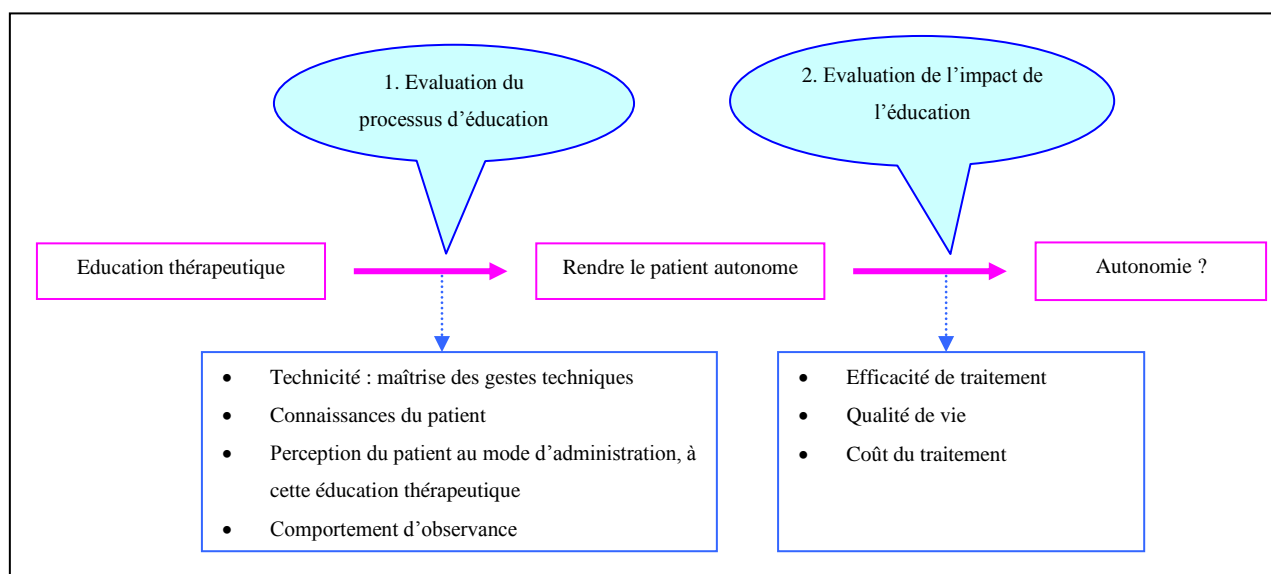 1. Evaluation du
processus d’éducation
2. Evaluation de l’impact de
l’éducation
Education thérapeutique
Rendre le patient autonome
Autonomie ?
• Technicité : maîtrise des gestes techniques
• Connaissances du patient
• Perception du patient au mode d’administration, à
cette éducation thérapeutique
• Comportement d’observance
• Efficacité de traitement
• Qualité de vie
• Coût du traitement